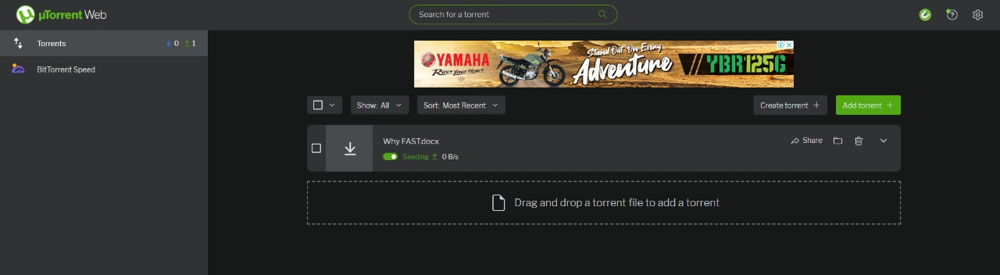 µTorrent Web
Search for a torrent
Torrents 0 1
BitTorrent Speed
YAMAHA
Revs Your Heart
Stand Out On Every
Adventure
YBR125G
Show: All
Sort: Most Recent
Create torrent +
Add torrent +
Why FAST.docx
Share
Seeding 0 B/s
Drag and drop a torrent file to add a torrent